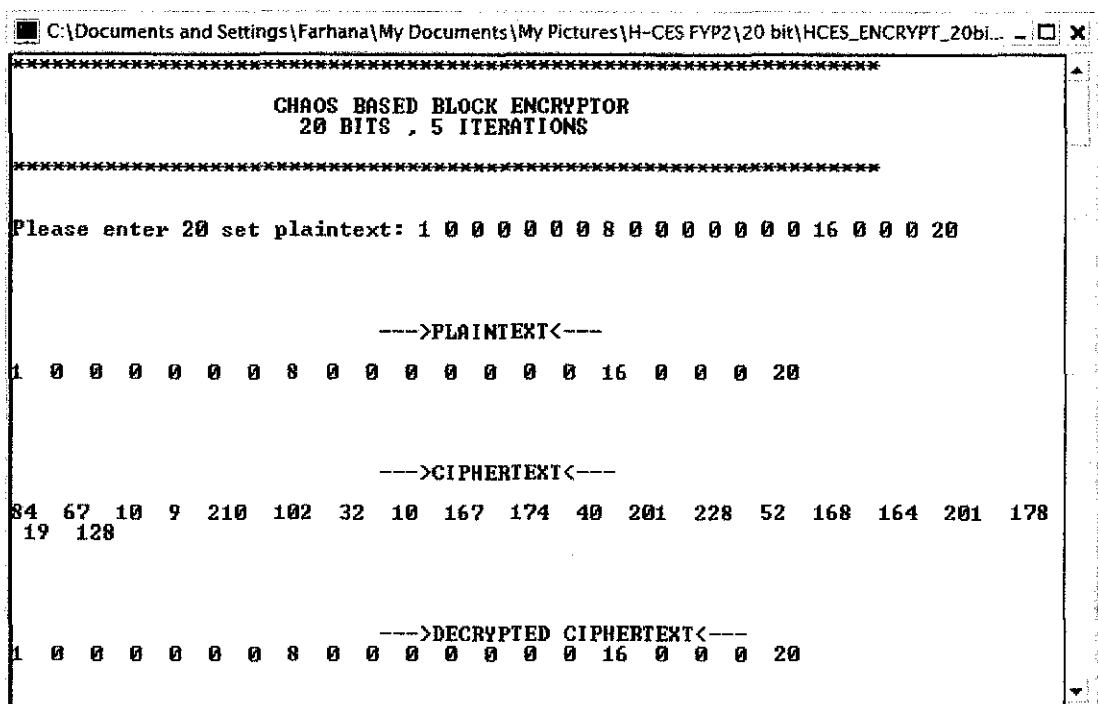 C:\Documents and Settings\Farhana\My Documents\My Pictures\H-CES FYP2\20 bit\HCES_ENCRYPT_20bi...
******************************************************************
CHAOS BASED BLOCK ENCRYPTOR
20 BITS , 5 ITERATIONS
******************************************************************
Please enter 20 set plaintext: 1 0 0 0 0 0 0 8 0 0 0 0 0 0 0 16 0 0 0 20
--->PLAINTEXT<---
1 0 0 0 0 0 0 8 0 0 0 0 0 0 0 16 0 0 0 20
--->CIPHERTEXT<---
84 67 10 9 210 102 32 10 167 174 40 201 228 52 168 164 201 178
19 128
--->DECRYPTED CIPHERTEXT<---
1 0 0 0 0 0 0 8 0 0 0 0 0 0 0 16 0 0 0 20